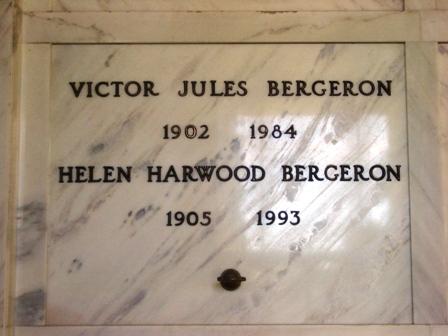 VICTOR JULES BERGERON
1902 1984
HELEN HARWOOD BERGERON
1905 1993